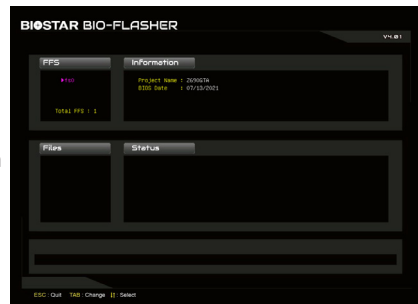 BIOSTAR BIO-FLASHER
V4.01
FFS
Information
Project Name : Z690GTA
BIOS Date : 07/13/2021
Total FFS : 1
Files
Status
ESC : Quit TAB : Change : Select